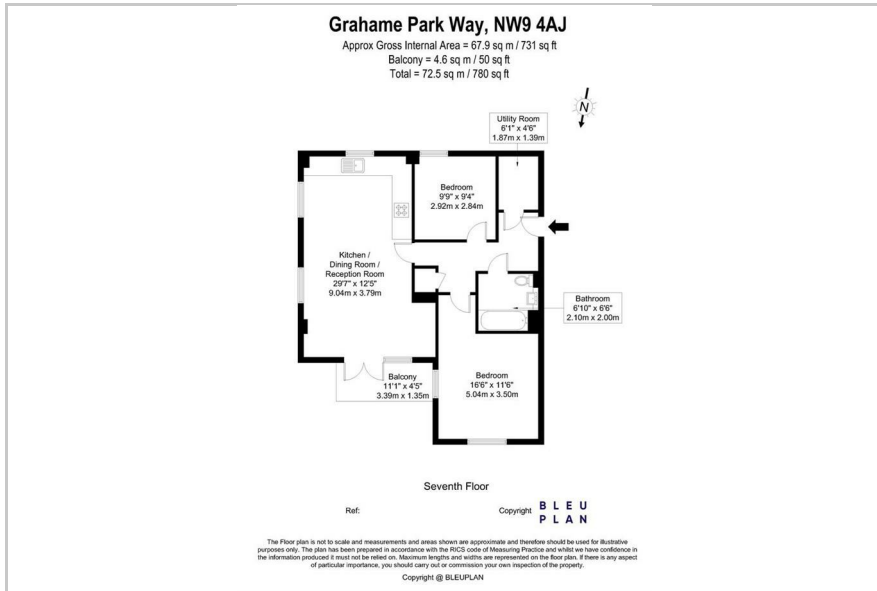 Grahame Park Way, NW9 4AJ
Approx Gross Internal Area = 67.9 sq m / 731 sq ft
Balcony = 4.6 sq m / 50 sq ft
Total = 72.5 sq m / 780 sq ft
N
Utility Room
6'1" x 4'6"
1.87m x 1.39m
Bedroom
9'9" x 9'4"
2.92m x 2.84m
Kitchen /
Dining Room /
Reception Room
29'7" x 12'5"
9.04m x 3.79m
Bathroom
6'10" x 6'6"
2.10m x 2.00m
Balcony
11'1" x 4'5"
3.39m x 1.35m
Bedroom
16'6" x 11'6"
5.04m x 3.50m
Seventh Floor
Ref:
Copyright
BLEU
PLAN
The Floor plan is not to scale and measurements and areas shown are approximate and therefore should be used for illustrative
purposes only. The plan has been prepared in accordance with the RICS code of Measuring Practice and whilst we have confidence in
the information produced it must not be relied on. Maximum lengths and widths are represented on the floor plan. If there is any aspect
of particular importance, you should carry out or commission your own inspection of the property.
Copyright @ BLEUPLAN